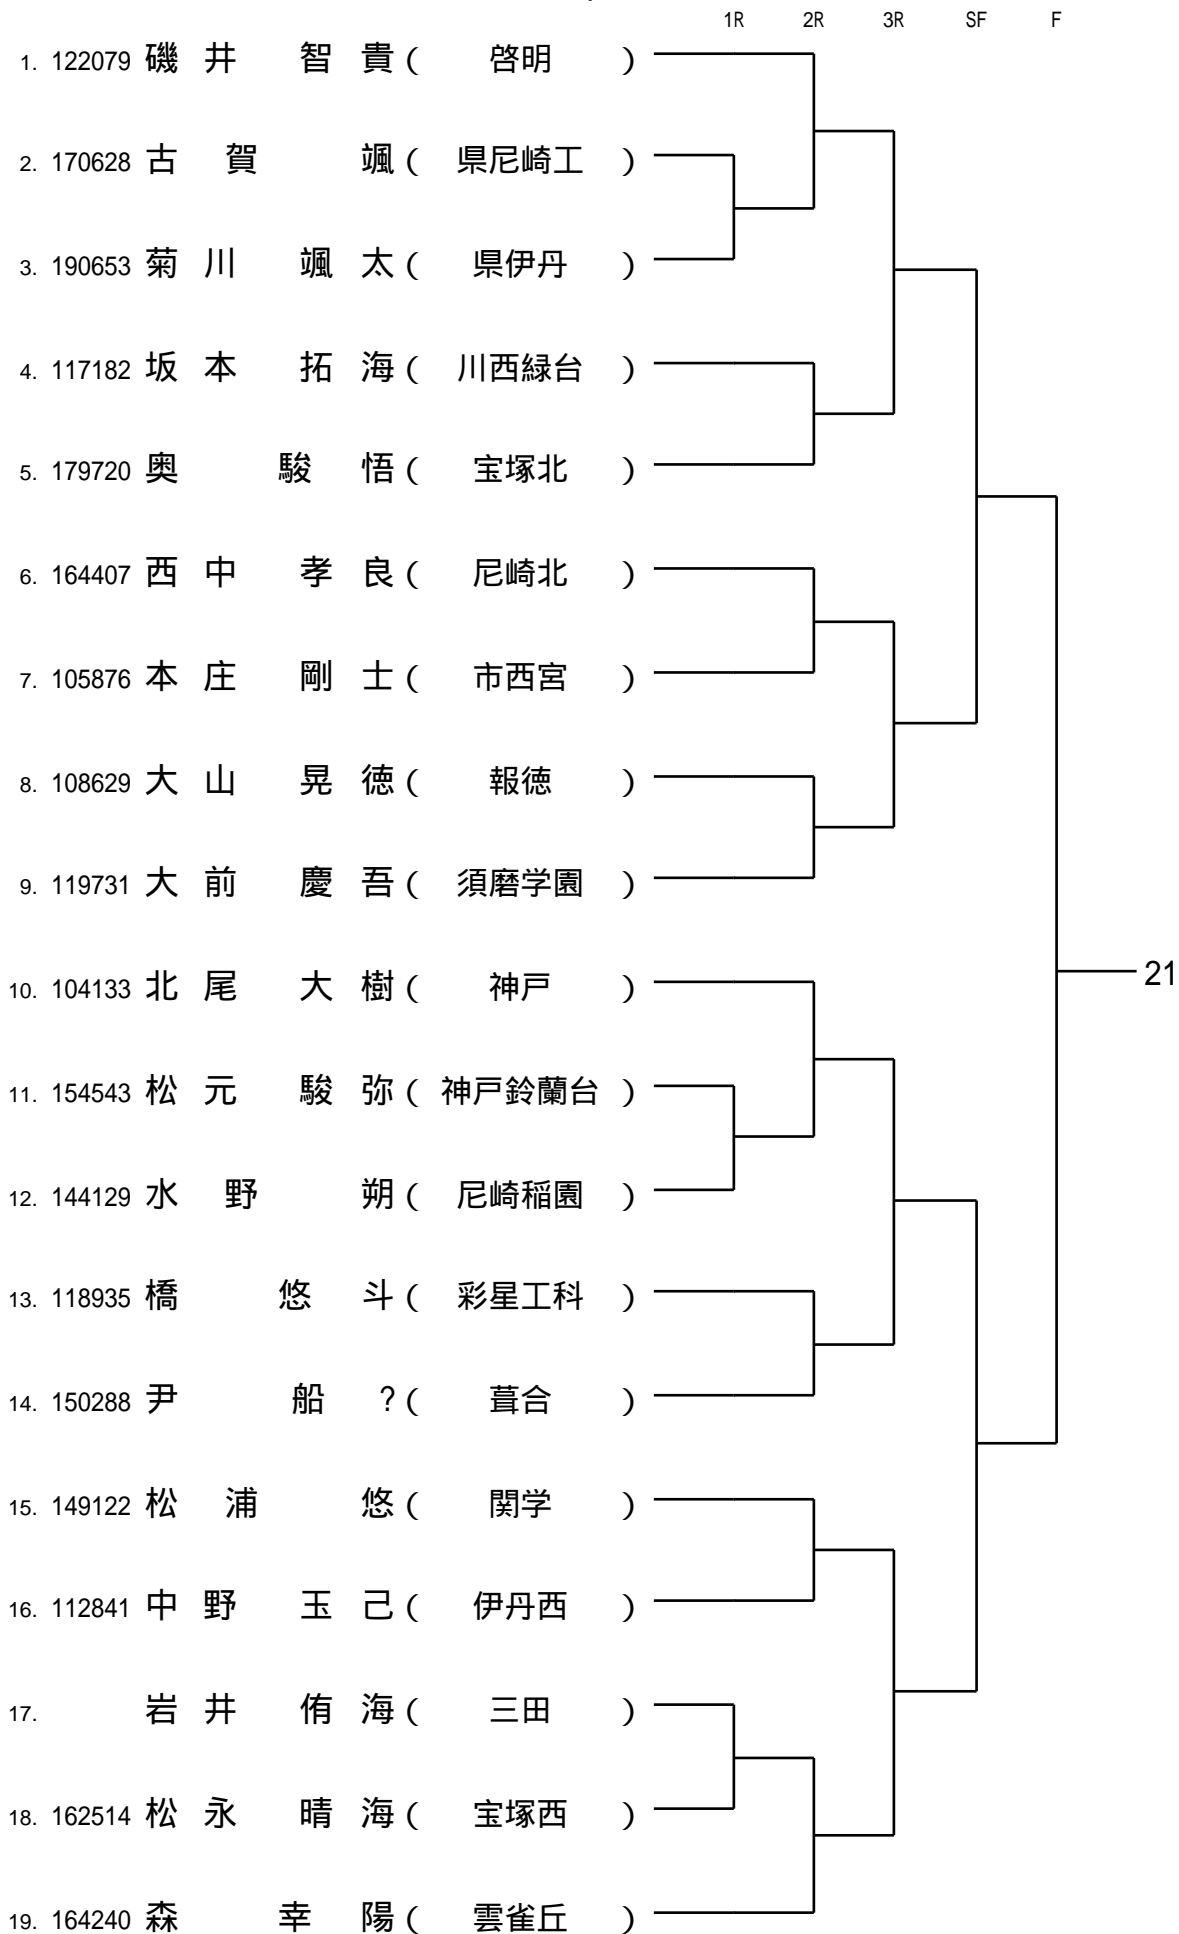 1R 2R 3R SF F
1. 122079 磯 井 智 貴 ( 啓明 )
2. 170628 古 賀 颯 ( 県尼崎工 )
3. 190653 菊 川 颯 太 ( 県伊丹 )
4. 117182 坂 本 拓 海 ( 川西緑台 )
5. 179720 奥 駿 悟 ( 宝塚北 )
6. 164407 西 中 孝 良 ( 尼崎北 )
7. 105876 本 庄 剛 士 ( 市西宮 )
8. 108629 大 山 晃 徳 ( 報徳 )
9. 119731 大 前 慶 吾 ( 須磨学園 )
10. 104133 北 尾 大 樹 ( 神戸 )
21
11. 154543 松 元 駿 弥 ( 神戸鈴蘭台 )
12. 144129 水 野 朔 ( 尼崎稲園 )
13. 118935 橋 悠 斗 ( 彩星工科 )
14. 150288 尹 船 ? ( 葺合 )
15. 149122 松 浦 悠 ( 関学 )
16. 112841 中 野 玉 己 ( 伊丹西 )
17. 岩 井 侑 海 ( 三田 )
18. 162514 松 永 晴 海 ( 宝塚西 )
19. 164240 森 幸 陽 ( 雲雀丘 )